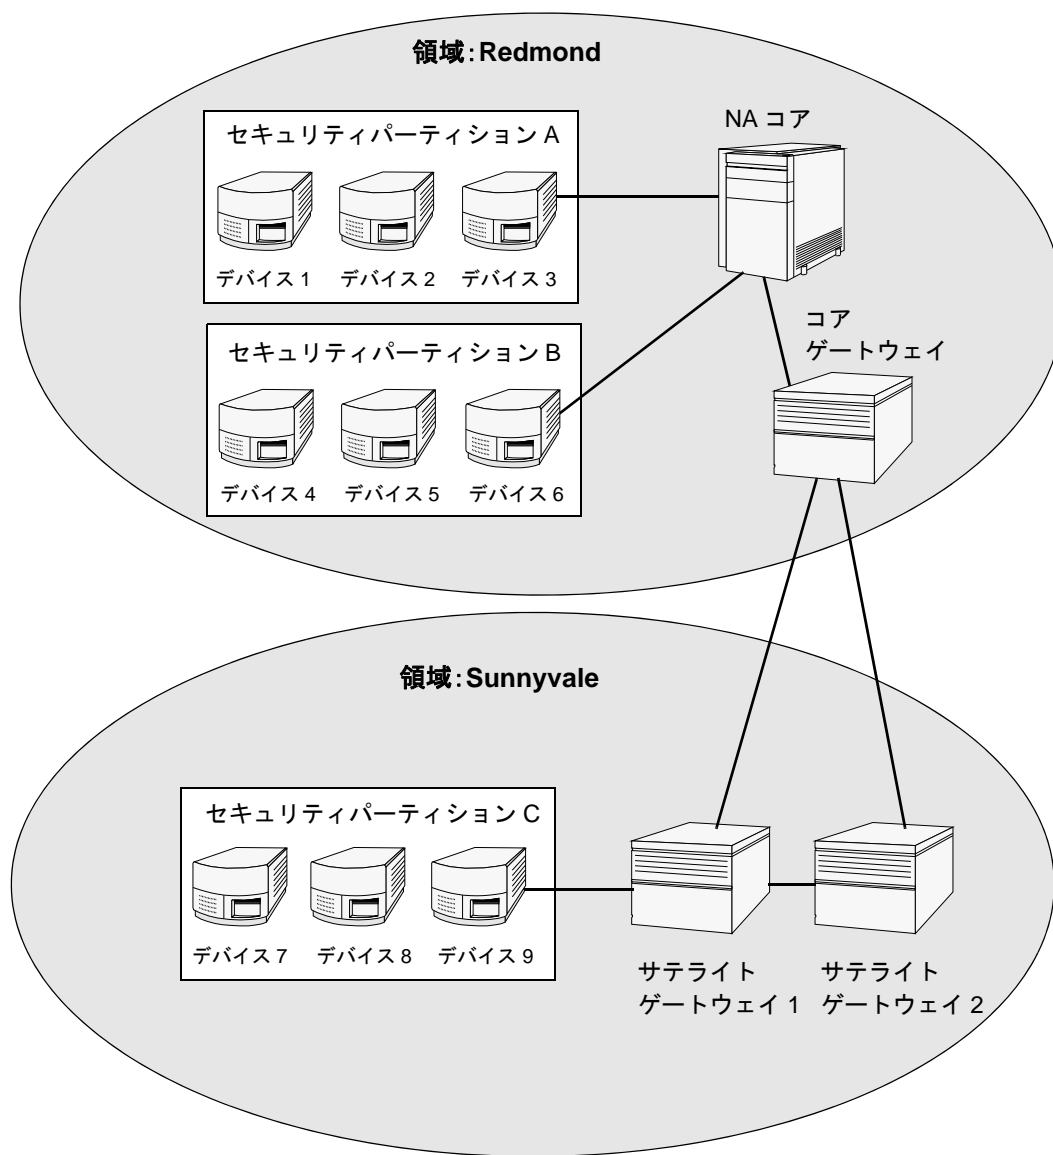 領域：Redmond
セキュリティパーティション A
デバイス 1
デバイス 2
デバイス 3
NA コア
セキュリティパーティション B
デバイス 4
デバイス 5
デバイス 6
コア
ゲートウェイ
領域：Sunnyvale
セキュリティパーティション C
デバイス 7
デバイス 8
デバイス 9
サテライト
ゲートウェイ 1
サテライト
ゲートウェイ 2